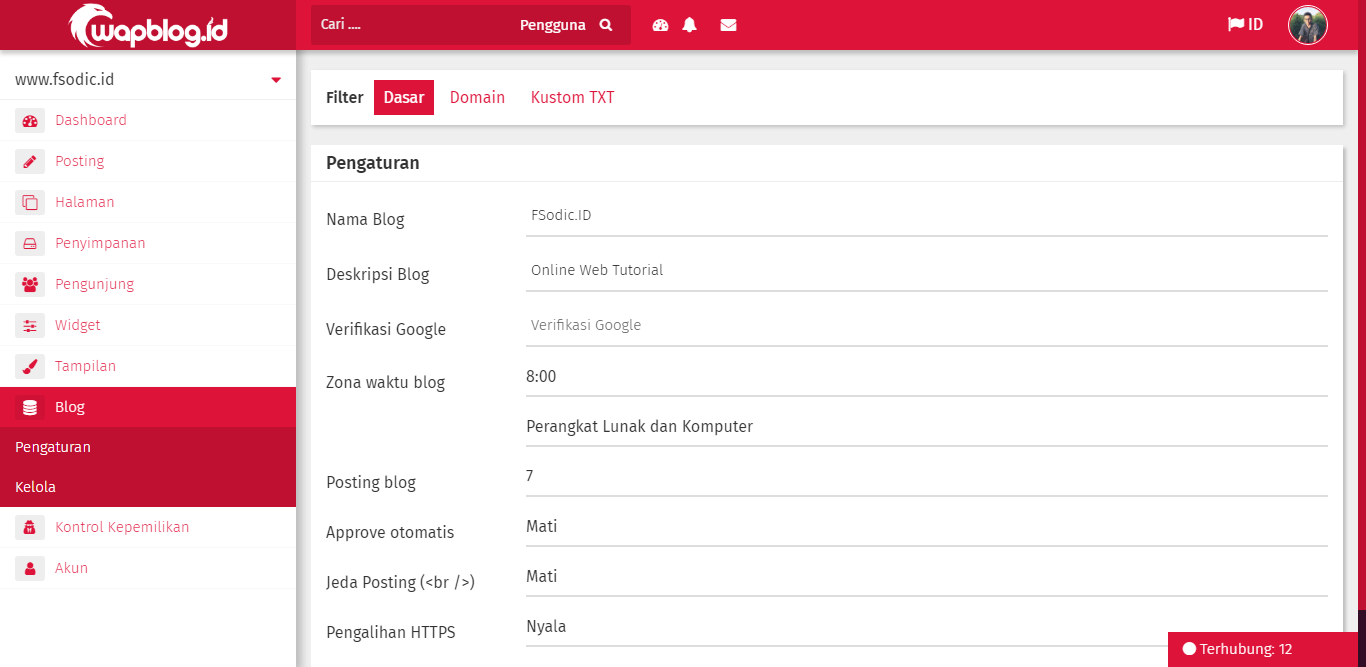 wapblog.id
Cari ....
Pengguna
ID
www.fsodic.id
Dashboard
Posting
Halaman
Penyimpanan
Pengunjung
Widget
Tampilan
Blog
Pengaturan
Kelola
Kontrol Kepemilikan
Akun
Filter Dasar Domain Kustom TXT
Pengaturan
Nama Blog FSodic.ID
Deskripsi Blog Online Web Tutorial
Verifikasi Google Verifikasi Google
Zona waktu blog 8:00
Perangkat Lunak dan Komputer
Posting blog 7
Approve otomatis Mati
Jeda Posting (<br />) Mati
Pengalihan HTTPS Nyala
Terhubung: 12